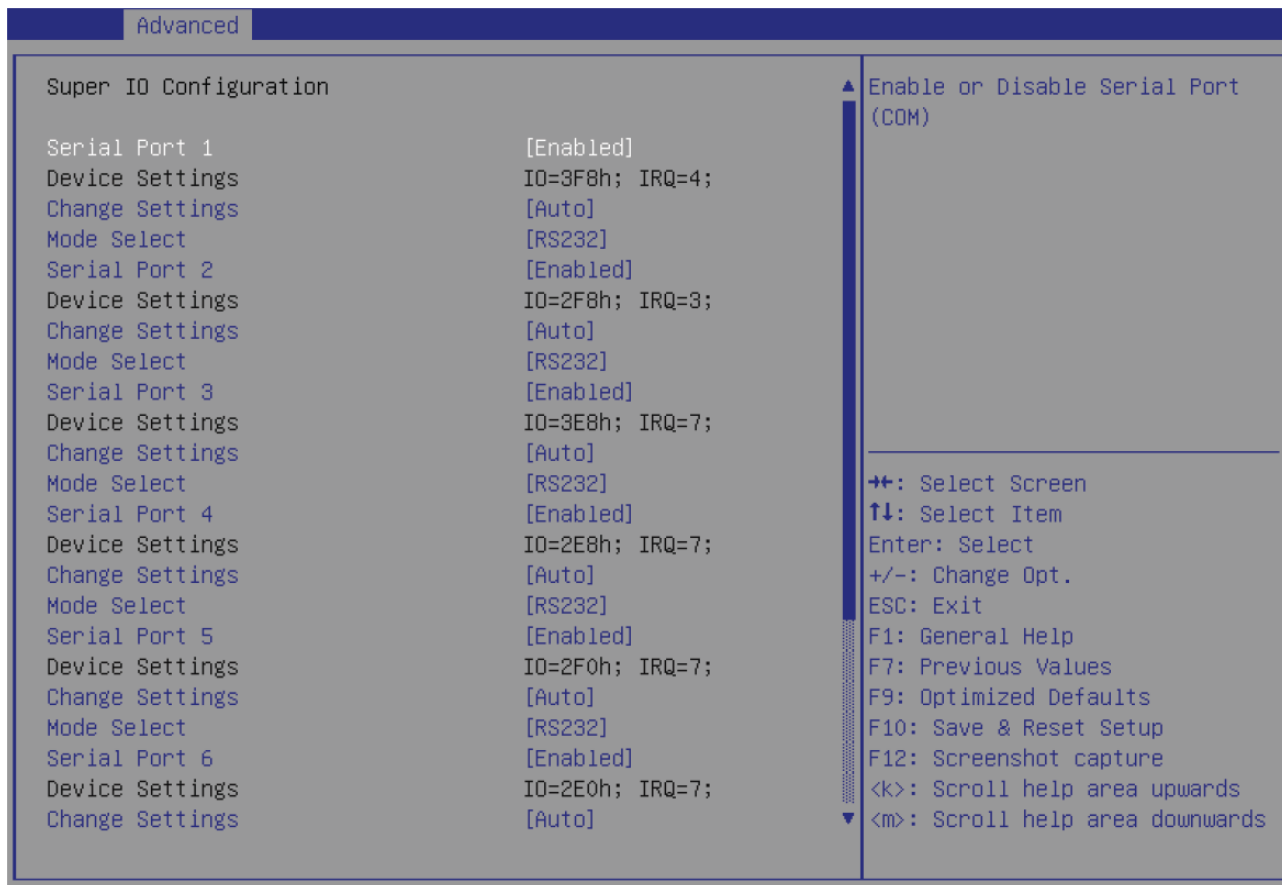 Advanced
Super IO Configuration
Serial Port 1 [Enabled]
Device Settings IO=3F8h; IRQ=4;
Change Settings [Auto]
Mode Select [RS232]
Serial Port 2 [Enabled]
Device Settings IO=2F8h; IRQ=3;
Change Settings [Auto]
Mode Select [RS232]
Serial Port 3 [Enabled]
Device Settings IO=3E8h; IRQ=7;
Change Settings [Auto]
Mode Select [RS232]
Serial Port 4 [Enabled]
Device Settings IO=2E8h; IRQ=7;
Change Settings [Auto]
Mode Select [RS232]
Serial Port 5 [Enabled]
Device Settings IO=2F0h; IRQ=7;
Change Settings [Auto]
Mode Select [RS232]
Serial Port 6 [Enabled]
Device Settings IO=2E0h; IRQ=7;
Change Settings [Auto]
Enable or Disable Serial Port
(COM)
→←: Select Screen
↑↓: Select Item
Enter: Select
+/-: Change Opt.
ESC: Exit
F1: General Help
F7: Previous Values
F9: Optimized Defaults
F10: Save & Reset Setup
F12: Screenshot capture
<k>: Scroll help area upwards
<m>: Scroll help area downwards